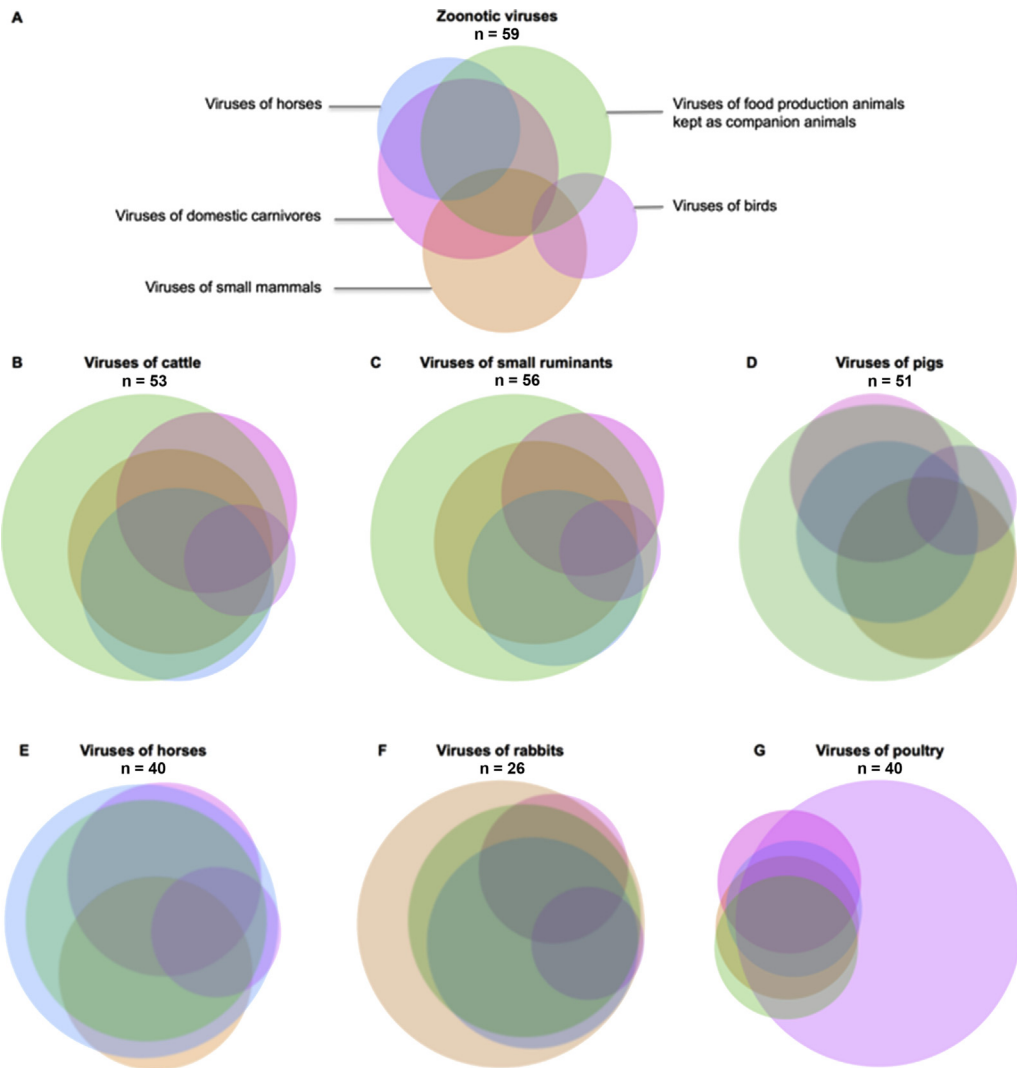 A
Zoonotic viruses
n = 59
Viruses of horses
Viruses of food production animals
kept as companion animals
Viruses of domestic carnivores
Viruses of birds
Viruses of small mammals
B
Viruses of cattle
n = 53
C
Viruses of small ruminants
n = 56
D
Viruses of pigs
n = 51
E
Viruses of horses
n = 40
F
Viruses of rabbits
n = 26
G
Viruses of poultry
n = 40